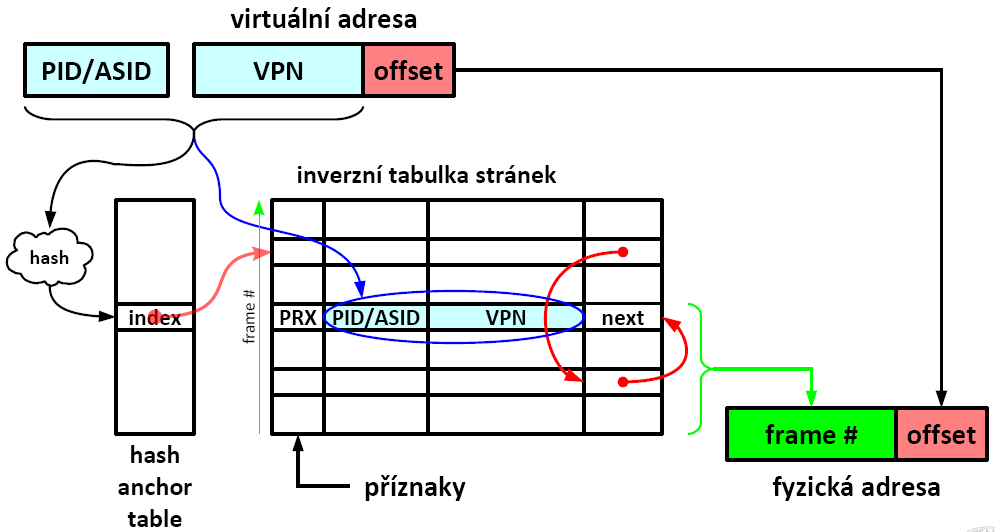 virtuální adresa
PID/ASID
VPN
offset
inverzní tabulka stránek
hash
frame #
index
PRX
PID/ASID
VPN
next
hash
anchor
table
příznaky
frame #
offset
fyzická adresa